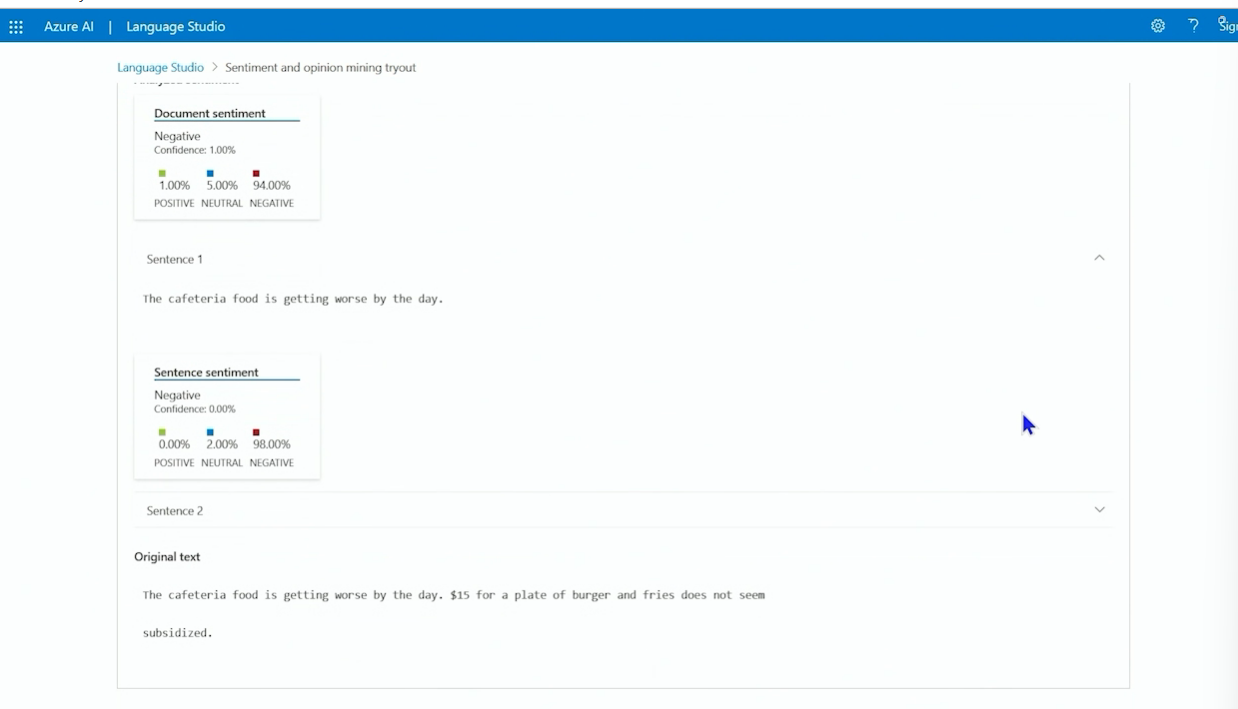 Azure AI | Language Studio
Language Studio > Sentiment and opinion mining tryout
Document sentiment
Negative
Confidence: 1.00%
1.00% 5.00% 94.00%
POSITIVE NEUTRAL NEGATIVE
Sentence 1
The cafeteria food is getting worse by the day.
Sentence sentiment
Negative
Confidence: 0.00%
0.00% 2.00% 98.00%
POSITIVE NEUTRAL NEGATIVE
Sentence 2
Original text
The cafeteria food is getting worse by the day. $15 for a plate of burger and fries does not seem
subsidized.